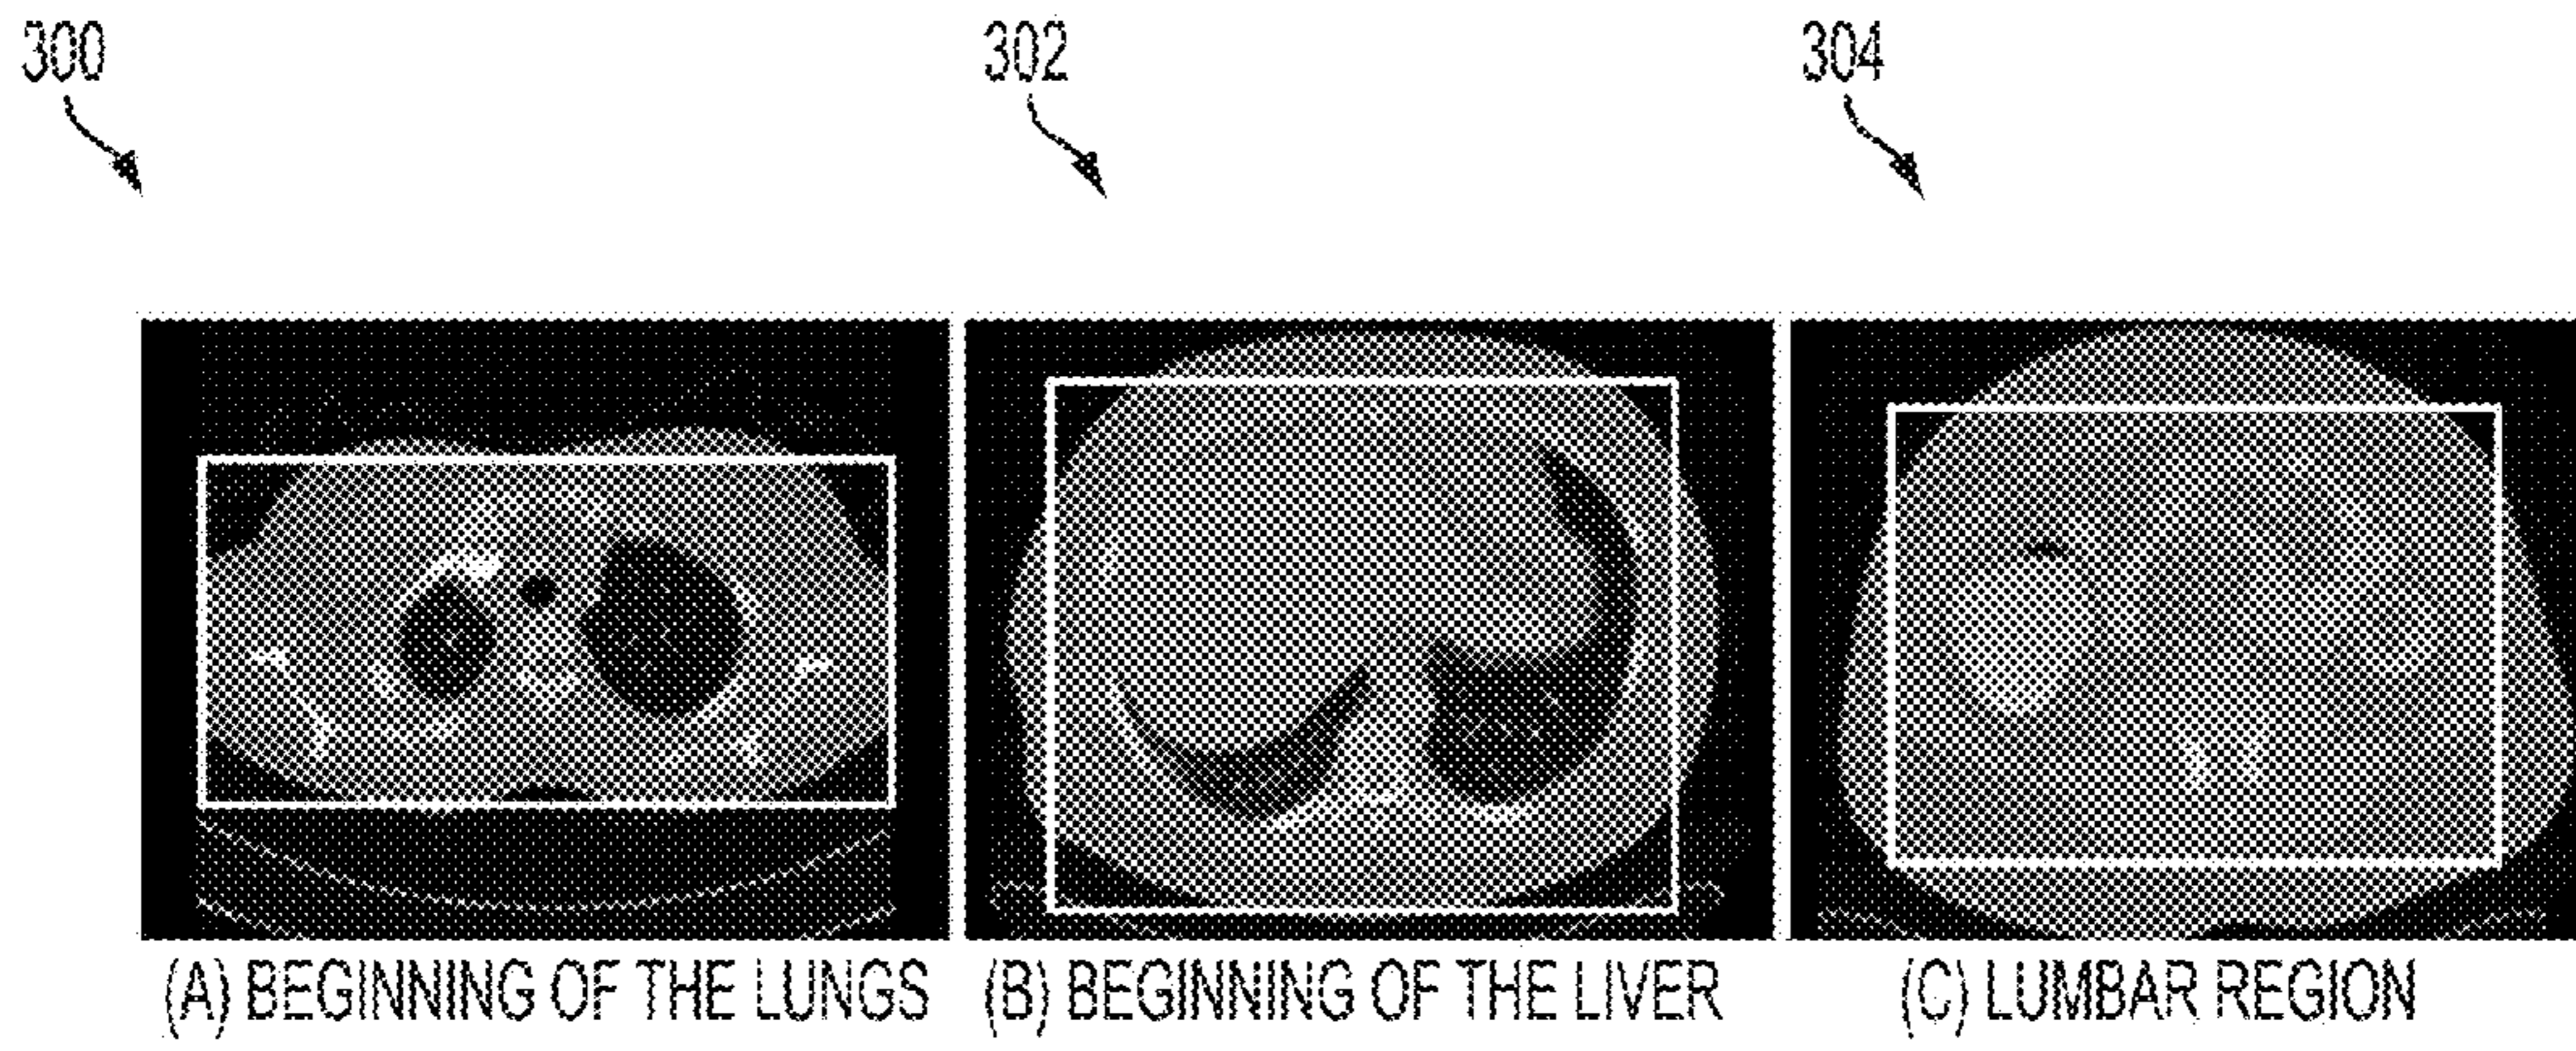 300
302
304
(A) BEGINNING OF THE LUNGS
(B) BEGINNING OF THE LIVER
(C) LUMBAR REGION